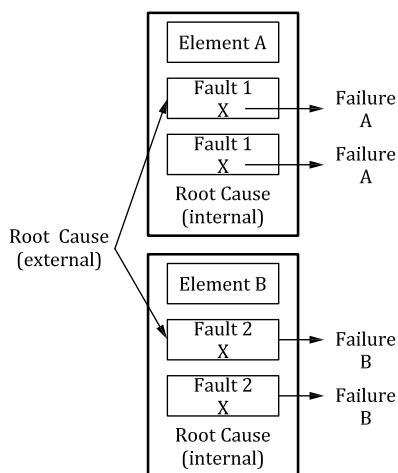 Element A
Fault 1
X
Failure
A
Fault 1
X
Failure
A
Root Cause
(internal)
Root Cause
(external)
Element B
Fault 2
X
Failure
B
Fault 2
X
Failure
B
Root Cause
(internal)